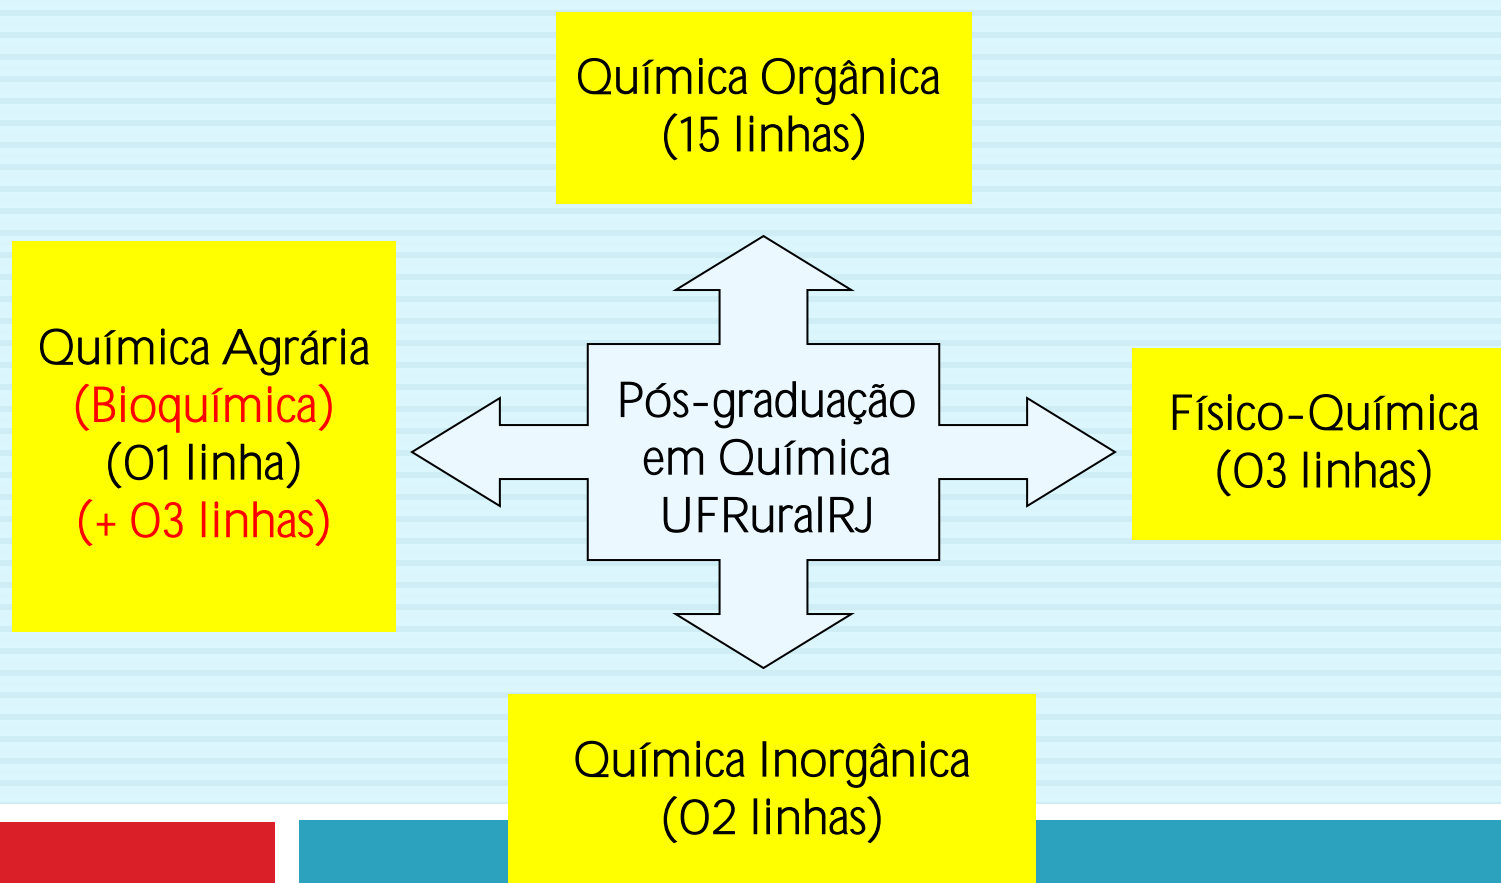 Química Orgânica
(15 linhas)
Química Agrária
(Bioquímica)
(01 linha)
(+ 03 linhas)
Pós-graduação
em Química
UFRuralRJ
Físico-Química
(03 linhas)
Química Inorgânica
(02 linhas)